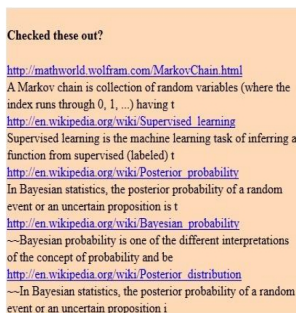 Checked these out?
http://mathworld.wolfram.com/MarkovChain.html
A Markov chain is collection of random variables (where the
index runs through 0, 1, ...) having t
http://en.wikipedia.org/wiki/Supervised_learning
Supervised learning is the machine learning task of inferring a
function from supervised (labeled) t
http://en.wikipedia.org/wiki/Posterior_probability
In Bayesian statistics, the posterior probability of a random
event or an uncertain proposition is t
http://en.wikipedia.org/wiki/Bayesian_probability
~~Bayesian probability is one of the different interpretations
of the concept of probability and be
http://en.wikipedia.org/wiki/Posterior_distribution
~~In Bayesian statistics, the posterior probability of a random
event or an uncertain proposition i